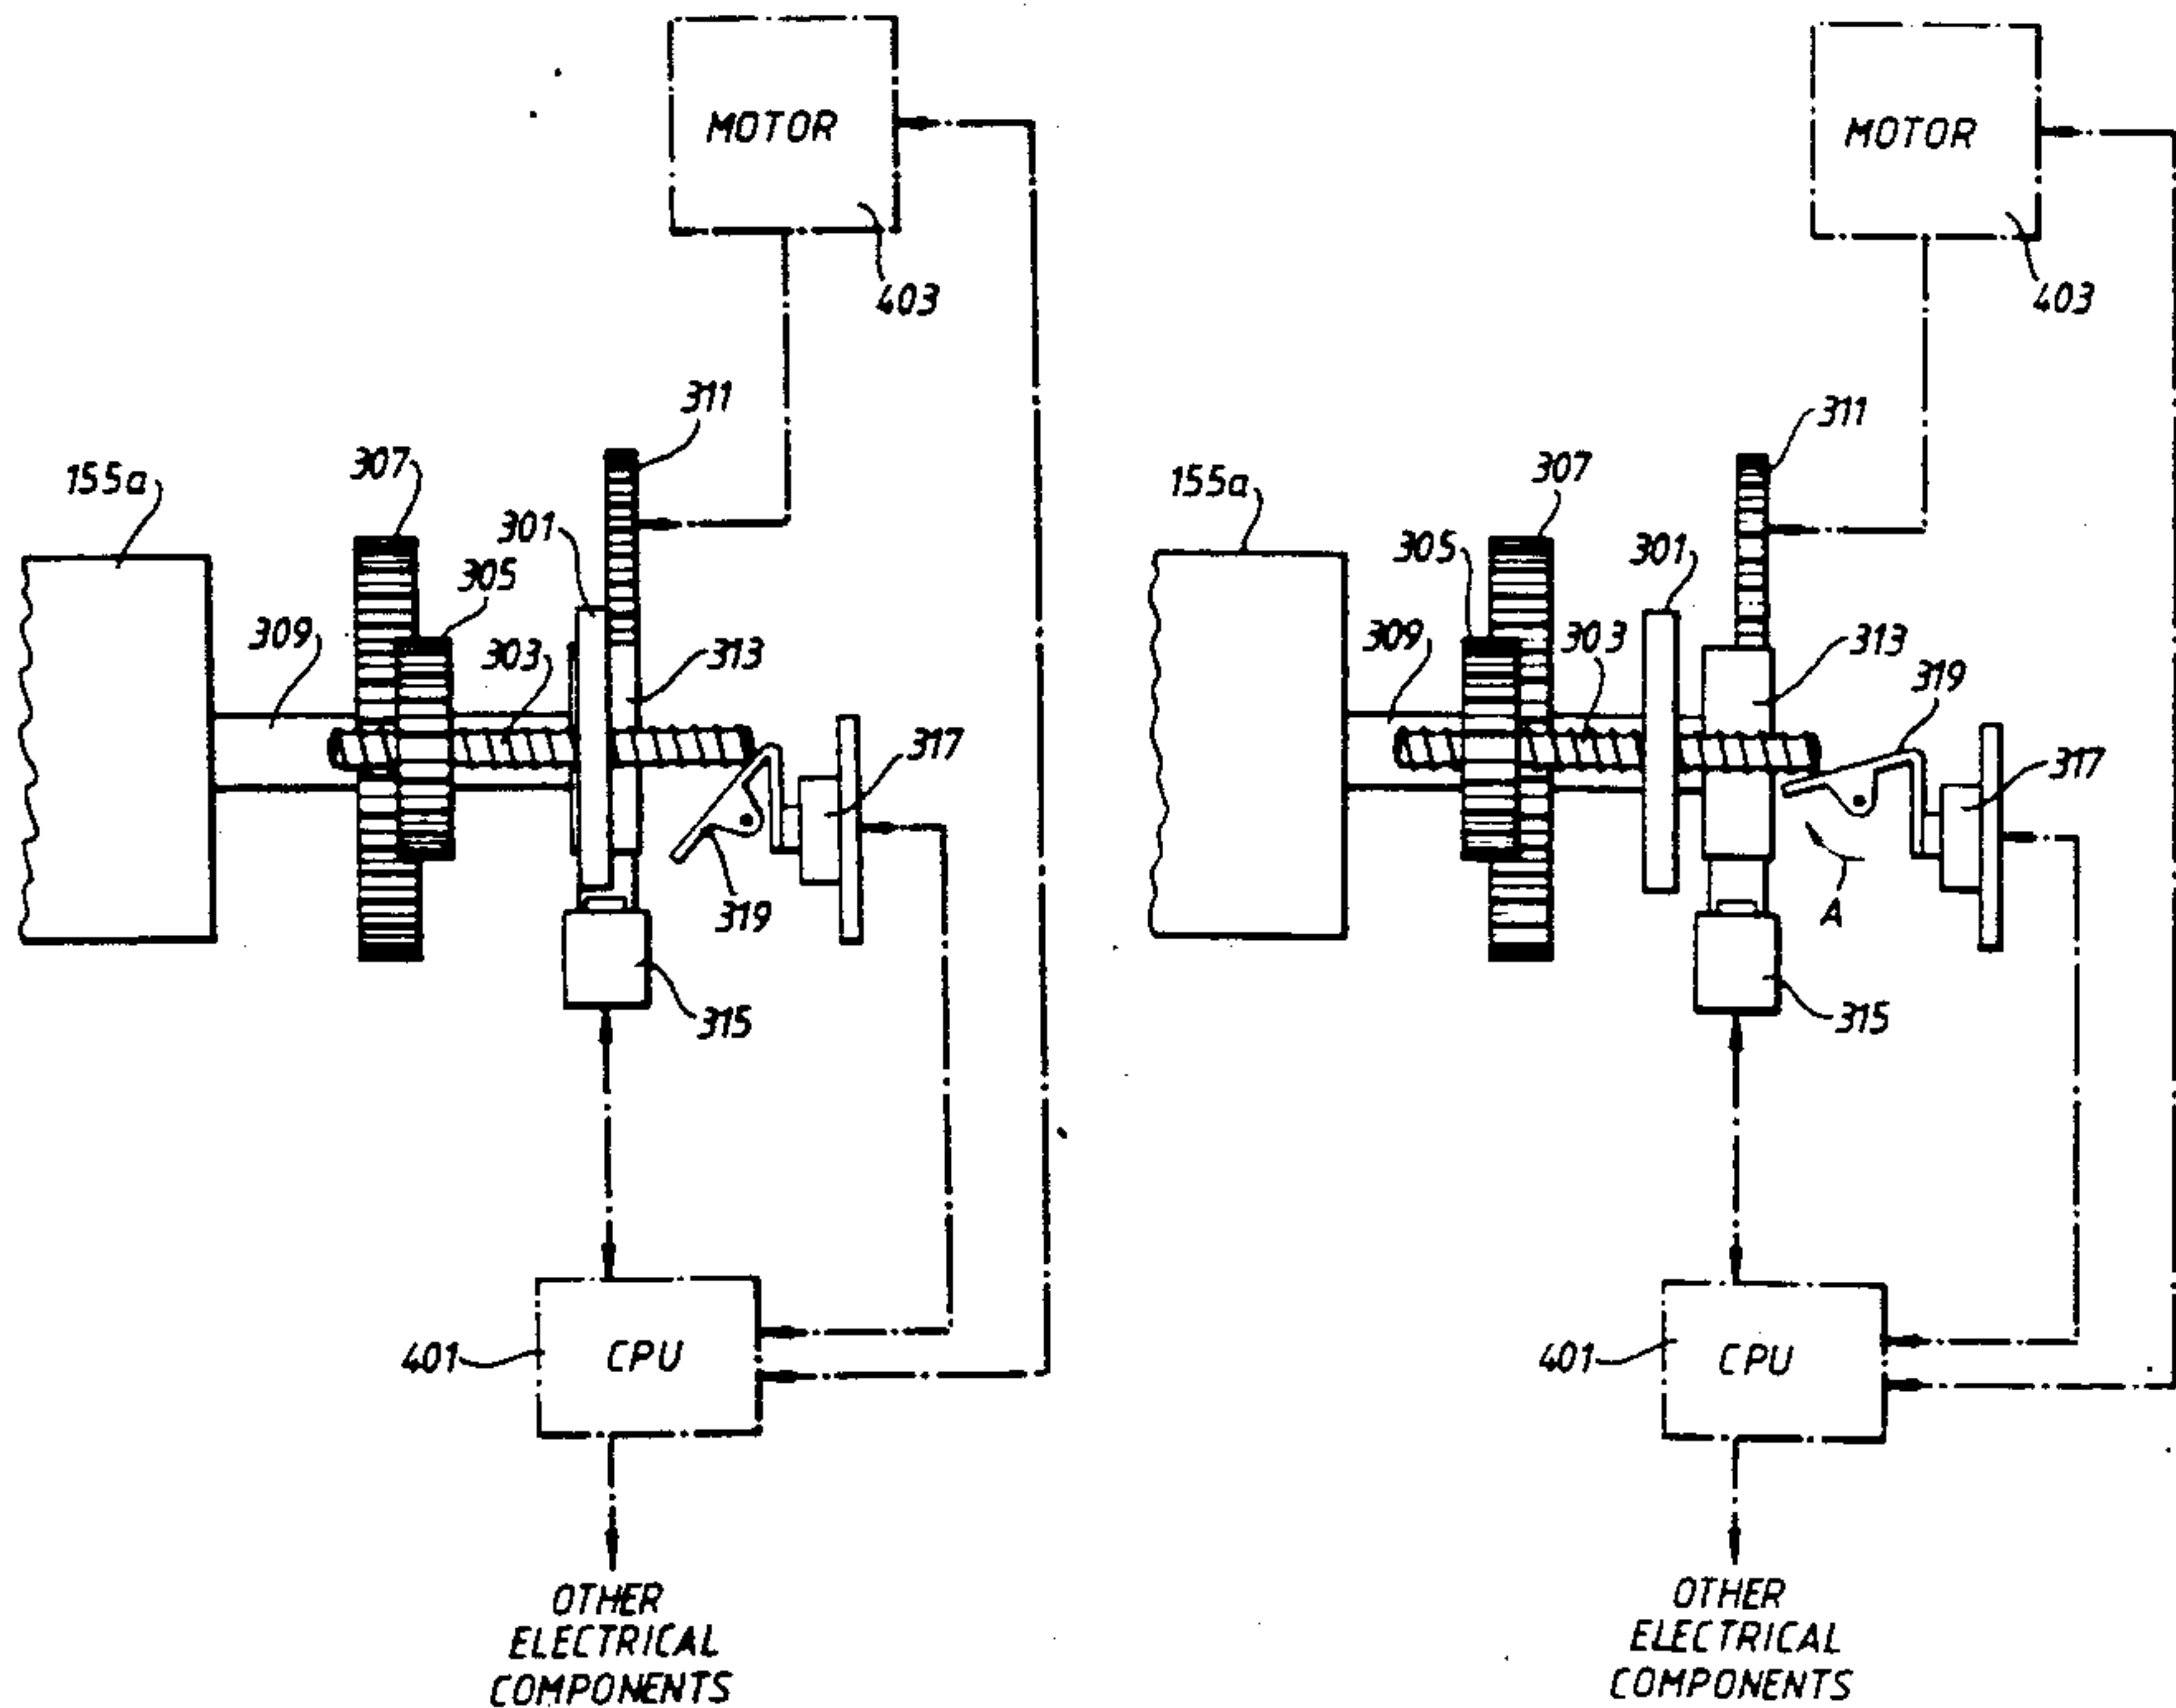 MOTOR
403
311
307
155a
301
305
309
303
313
317
319
315
401
CPU
OTHER
ELECTRICAL
COMPONENTS
MOTOR
403
311
307
155a
305
301
309
303
313
319
317
A
315
401
CPU
OTHER
ELECTRICAL
COMPONENTS